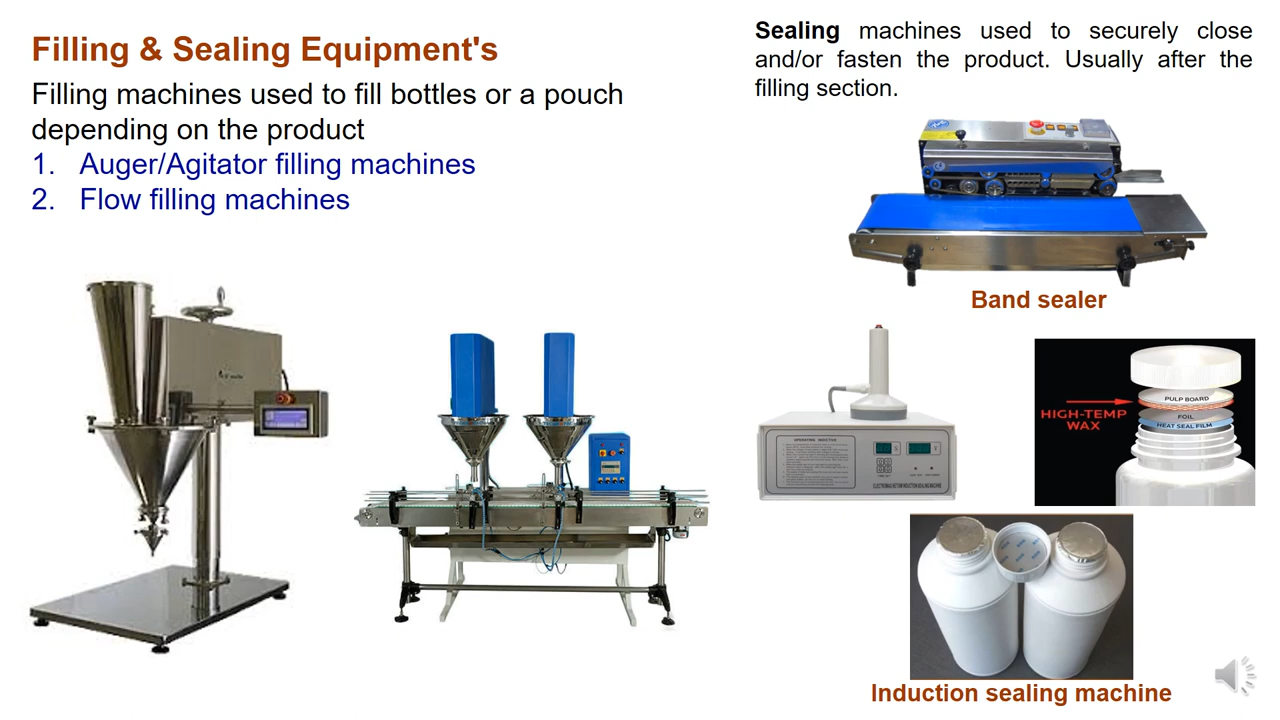 Filling & Sealing Equipment's
Filling machines used to fill bottles or a pouch
depending on the product
1. Auger/Agitator filling machines
2. Flow filling machines
Sealing machines used to securely close
and/or fasten the product. Usually after the
filling section.
Band sealer
OPERATING INDICTIVE
PULP BOARD
HIGH-TEMP
WAX
FOIL
HEAT SEAL FILM
Induction sealing machine